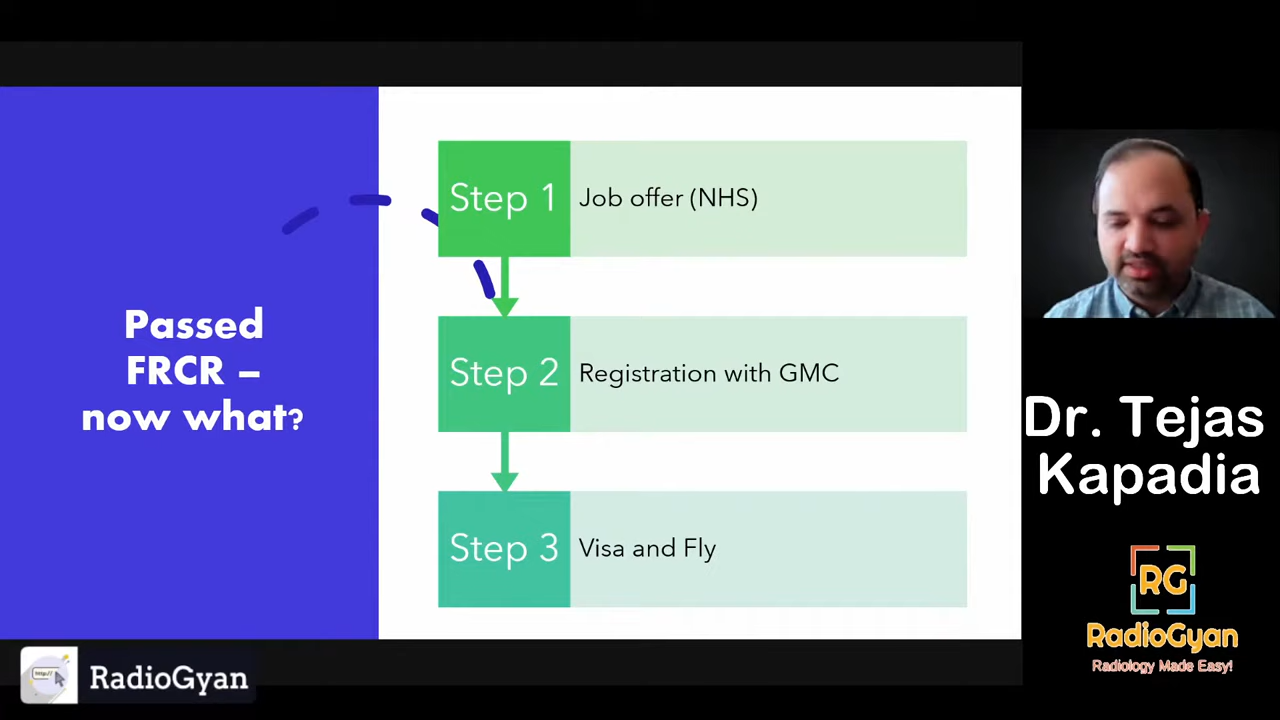 Passed
FRCR –
now what?
Step 1
Job offer (NHS)
Step 2
Registration with GMC
Step 3
Visa and Fly
Dr. Tejas
Kapadia
RG
RadioGyan
Radiology Made Easy!
http://
RadioGyan